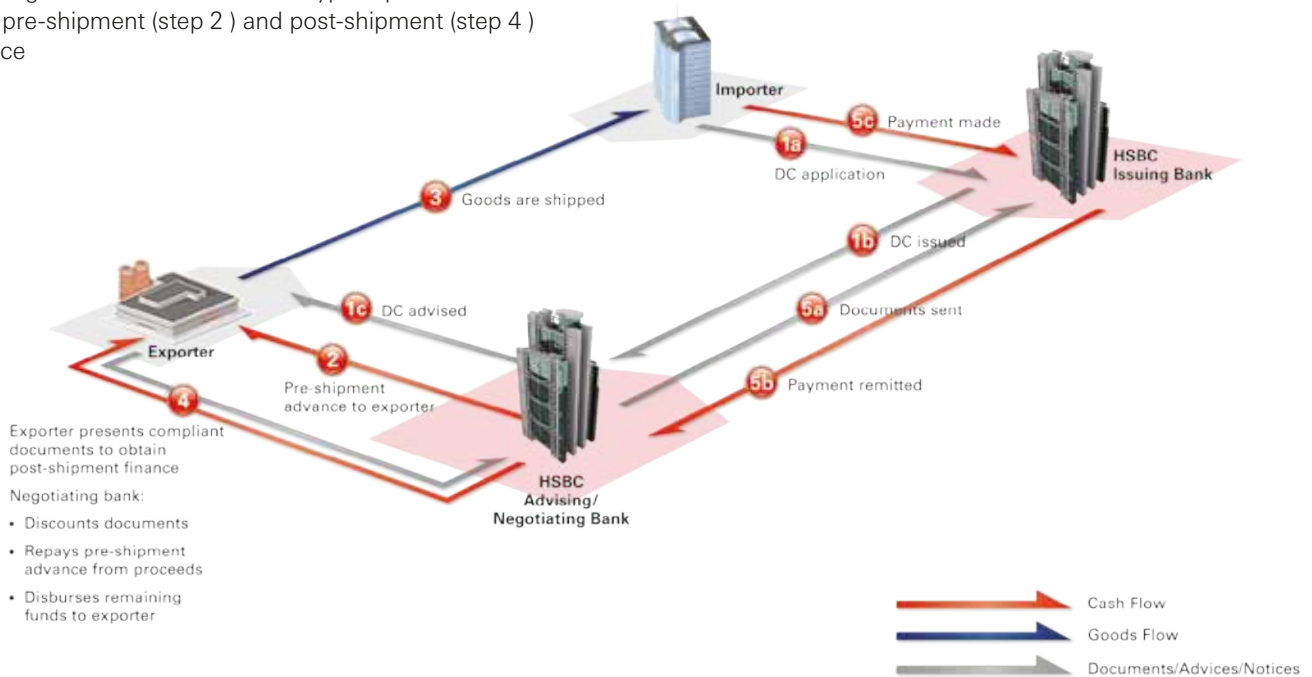 pre-shipment (step 2 ) and post-shipment (step 4 )
ce
Importer
5c Payment made
1a
DC application
HSBC
Issuing Bank
3 Goods are shipped
1b DC issued
1c DC advised
5a Documents sent
Exporter
2
Pre-shipment
advance to exporter
5b Payment remitted
4
Exporter presents compliant
documents to obtain
post-shipment finance
Negotiating bank:
• Discounts documents
• Repays pre-shipment
advance from proceeds
• Disburses remaining
funds to exporter
HSBC
Advising/
Negotiating Bank
Cash Flow
Goods Flow
Documents/Advices/Notices